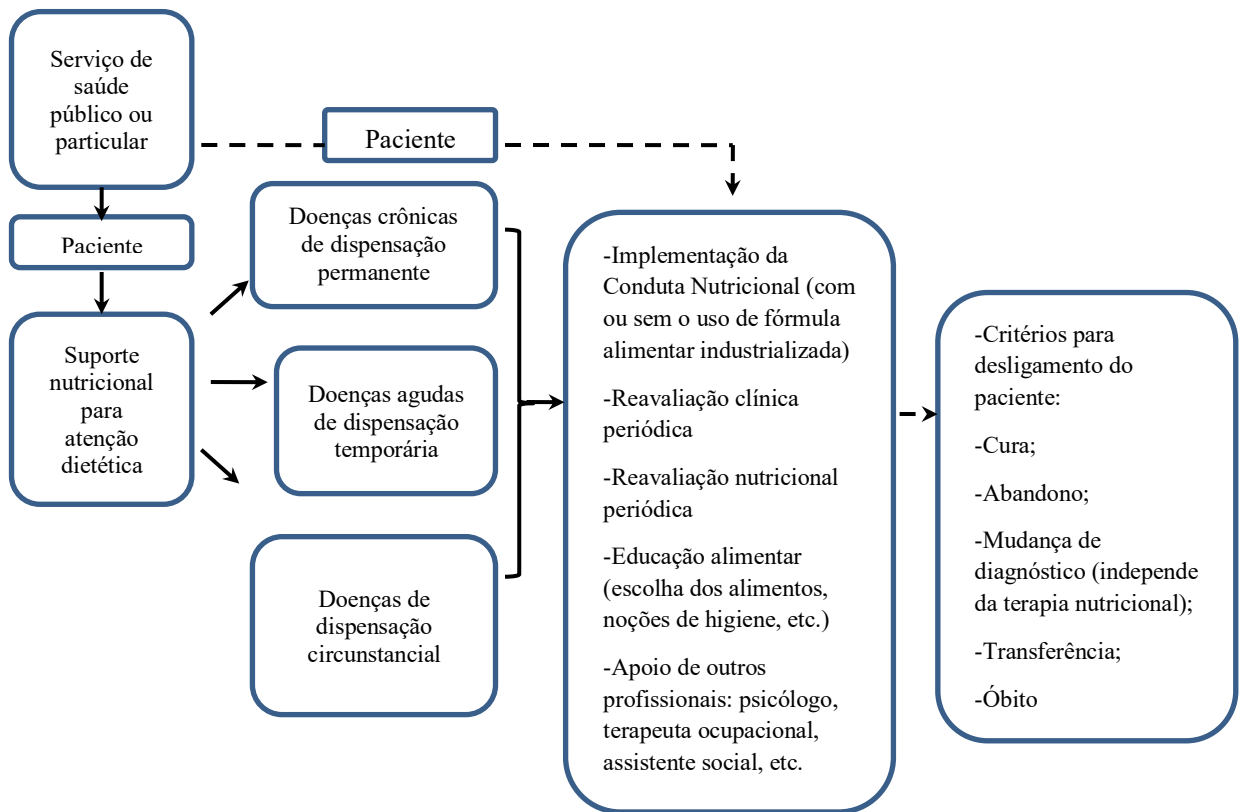 Serviço de
saúde
público ou
particular
Paciente
Paciente
Suporte
nutricional
para
atenção
dietética
Doenças crônicas
de dispensação
permanente
Doenças agudas
de dispensação
temporária
Doenças de
dispensação
circunstancial
-Implementação da
Conduta Nutricional (com
ou sem o uso de fórmula
alimentar industrializada)
-Reavaliação clínica
periódica
-Reavaliação nutricional
periódica
-Educação alimentar
(escolha dos alimentos,
noções de higiene, etc.)
-Apoio de outros
profissionais: psicólogo,
terapeuta ocupacional,
assistente social, etc.
-Critérios para
desligamento do
paciente:
-Cura;
-Abandono;
-Mudança de
diagnóstico (independe
da terapia nutricional);
-Transferência;
-Óbito